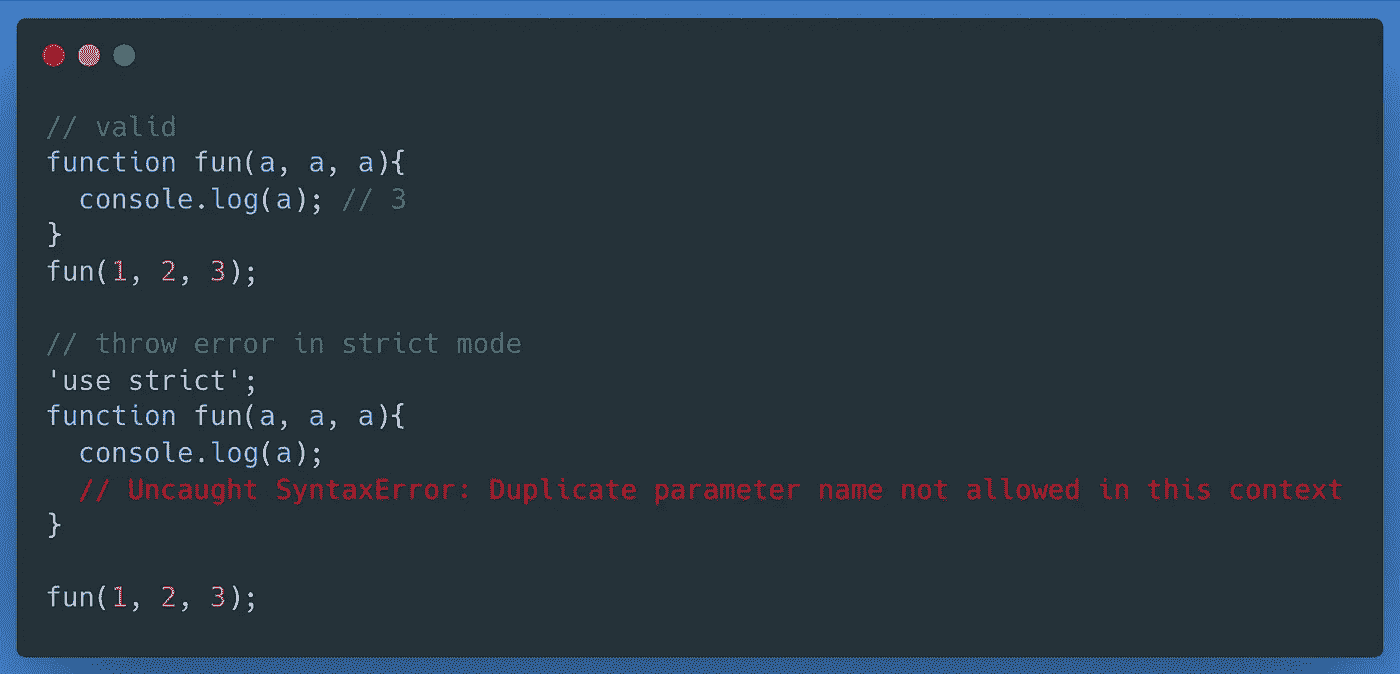 // valid
function fun(a, a, a){
  console.log(a); // 3
}
fun(1, 2, 3);

// throw error in strict mode
'use strict';
function fun(a, a, a){
  console.log(a);
  // Uncaught SyntaxError: Duplicate parameter name not allowed in this context
}

fun(1, 2, 3);